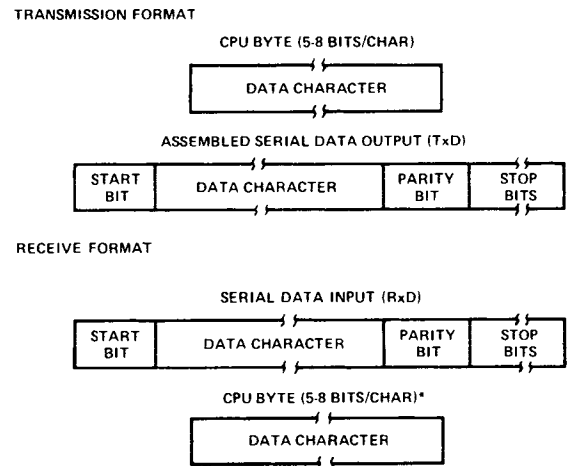 TRANSMISSION FORMAT
CPU BYTE (5-8 BITS/CHAR)
DATA CHARACTER
ASSEMBLED SERIAL DATA OUTPUT (TxD)
START BIT
DATA CHARACTER
PARITY BIT
STOP BITS
RECEIVE FORMAT
SERIAL DATA INPUT (RxD)
START BIT
DATA CHARACTER
PARITY BIT
STOP BITS
CPU BYTE (5-8 BITS/CHAR)*
DATA CHARACTER